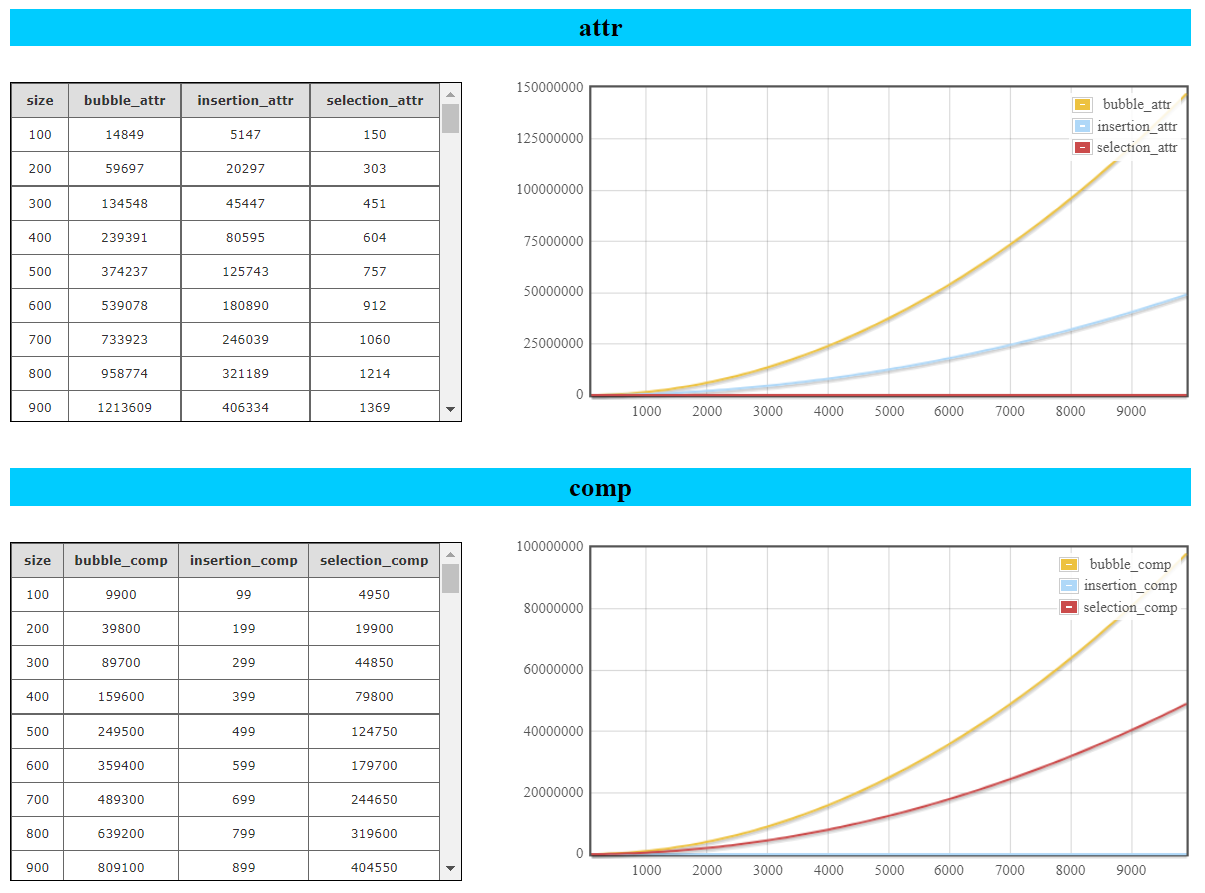 attr
size bubble_attr insertion_attr selection_attr
100 14849 5147 150
200 59697 20297 303
300 134548 45447 451
400 239391 80595 604
500 374237 125743 757
600 539078 180890 912
700 733923 246039 1060
800 958774 321189 1214
900 1213609 406334 1369
150000000
125000000
100000000
75000000
50000000
25000000
0
bubble_attr
insertion_attr
selection_attr
1000 2000 3000 4000 5000 6000 7000 8000 9000
comp
size bubble_comp insertion_comp selection_comp
100 9900 99 4950
200 39800 199 19900
300 89700 299 44850
400 159600 399 79800
500 249500 499 124750
600 359400 599 179700
700 489300 699 244650
800 639200 799 319600
900 809100 899 404550
100000000
80000000
60000000
40000000
20000000
0
bubble_comp
insertion_comp
selection_comp
1000 2000 3000 4000 5000 6000 7000 8000 9000